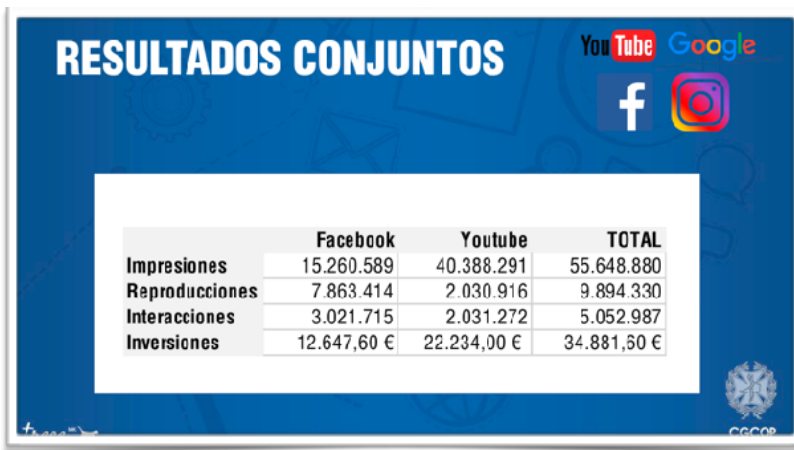 RESULTADOS CONJUNTOS
YouTube Google
f
Facebook Youtube TOTAL
Impresiones 15.260.589 40.388.291 55.648.880
Reproducciones 7.863.414 2.030.916 9.894.330
Interacciones 3.021.715 2.031.272 5.052.987
Inversiones 12.647,60 € 22.234,00 € 34.881,60 €
CGCOP